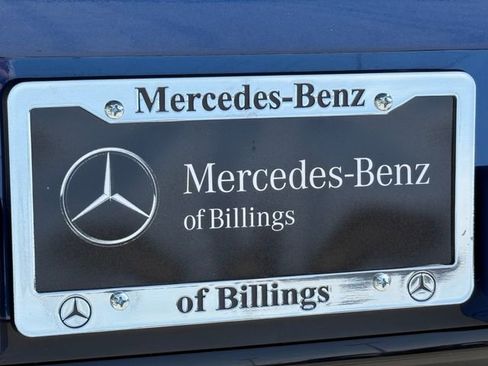 Mercedes-Benz
Mercedes-Benz
of Billings
of Billings